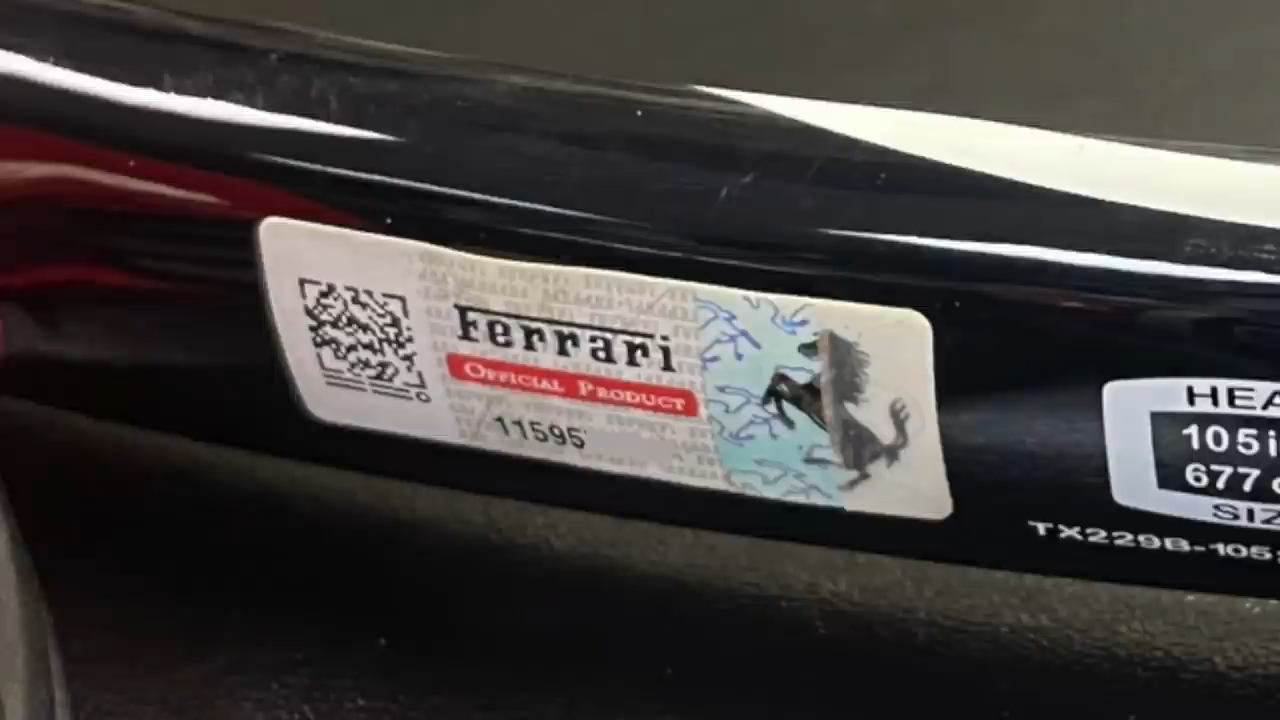 Ferrari
OFFICIAL PRODUCT
11595
HEA
105i
677
SIZ
TX229B-105